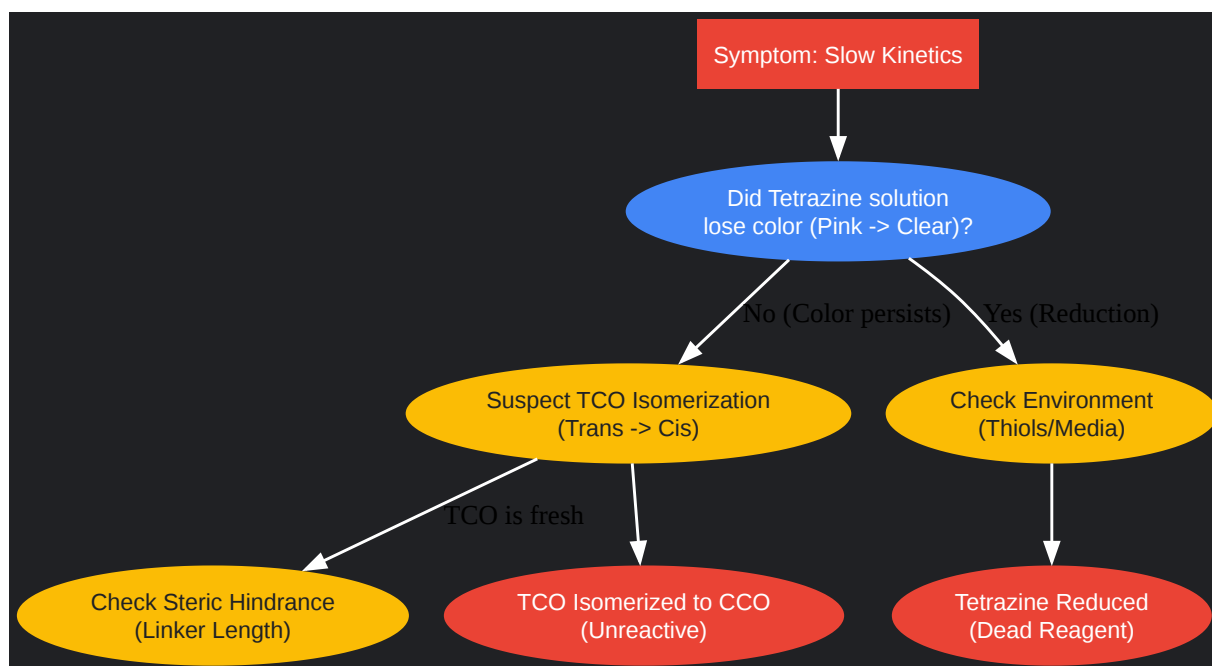 Symptom: Slow Kinetics
Did Tetrazine solution
lose color (Pink -> Clear)?
No (Color persists)
Yes (Reduction)
Suspect TCO Isomerization
(Trans -> Cis)
Check Environment
(Thiols/Media)
TCO is fresh
Check Steric Hindrance
(Linker Length)
TCO Isomerized to CCO
(Unreactive)
Tetrazine Reduced
(Dead Reagent)